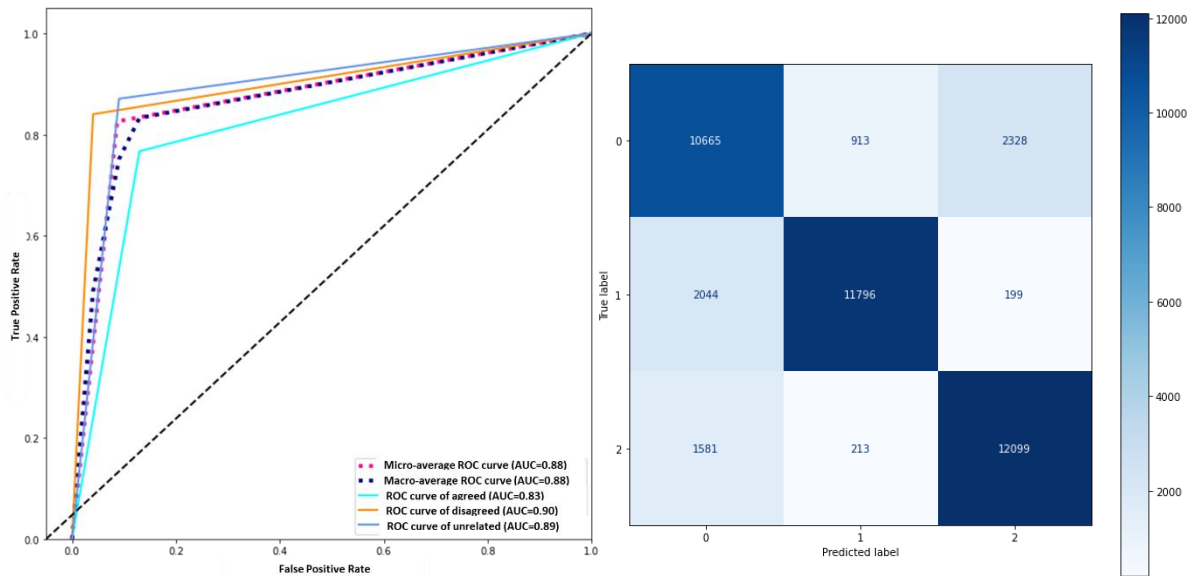 1.0
0.8
0.6
0.4
0.2
0.0
True Positive Rate
0.0
0.2
0.4
0.6
0.8
1.0
False Positive Rate
Micro-average ROC curve (AUC=0.88)
Macro-average ROC curve (AUC=0.88)
ROC curve of agreed (AUC=0.83)
ROC curve of disagreed (AUC=0.90)
ROC curve of unrelated (AUC=0.89)
True label
0
1
2
10665 913 2328
2044 11796 199
1581 213 12099
0 1 2
Predicted label
12000
10000
8000
6000
4000
2000